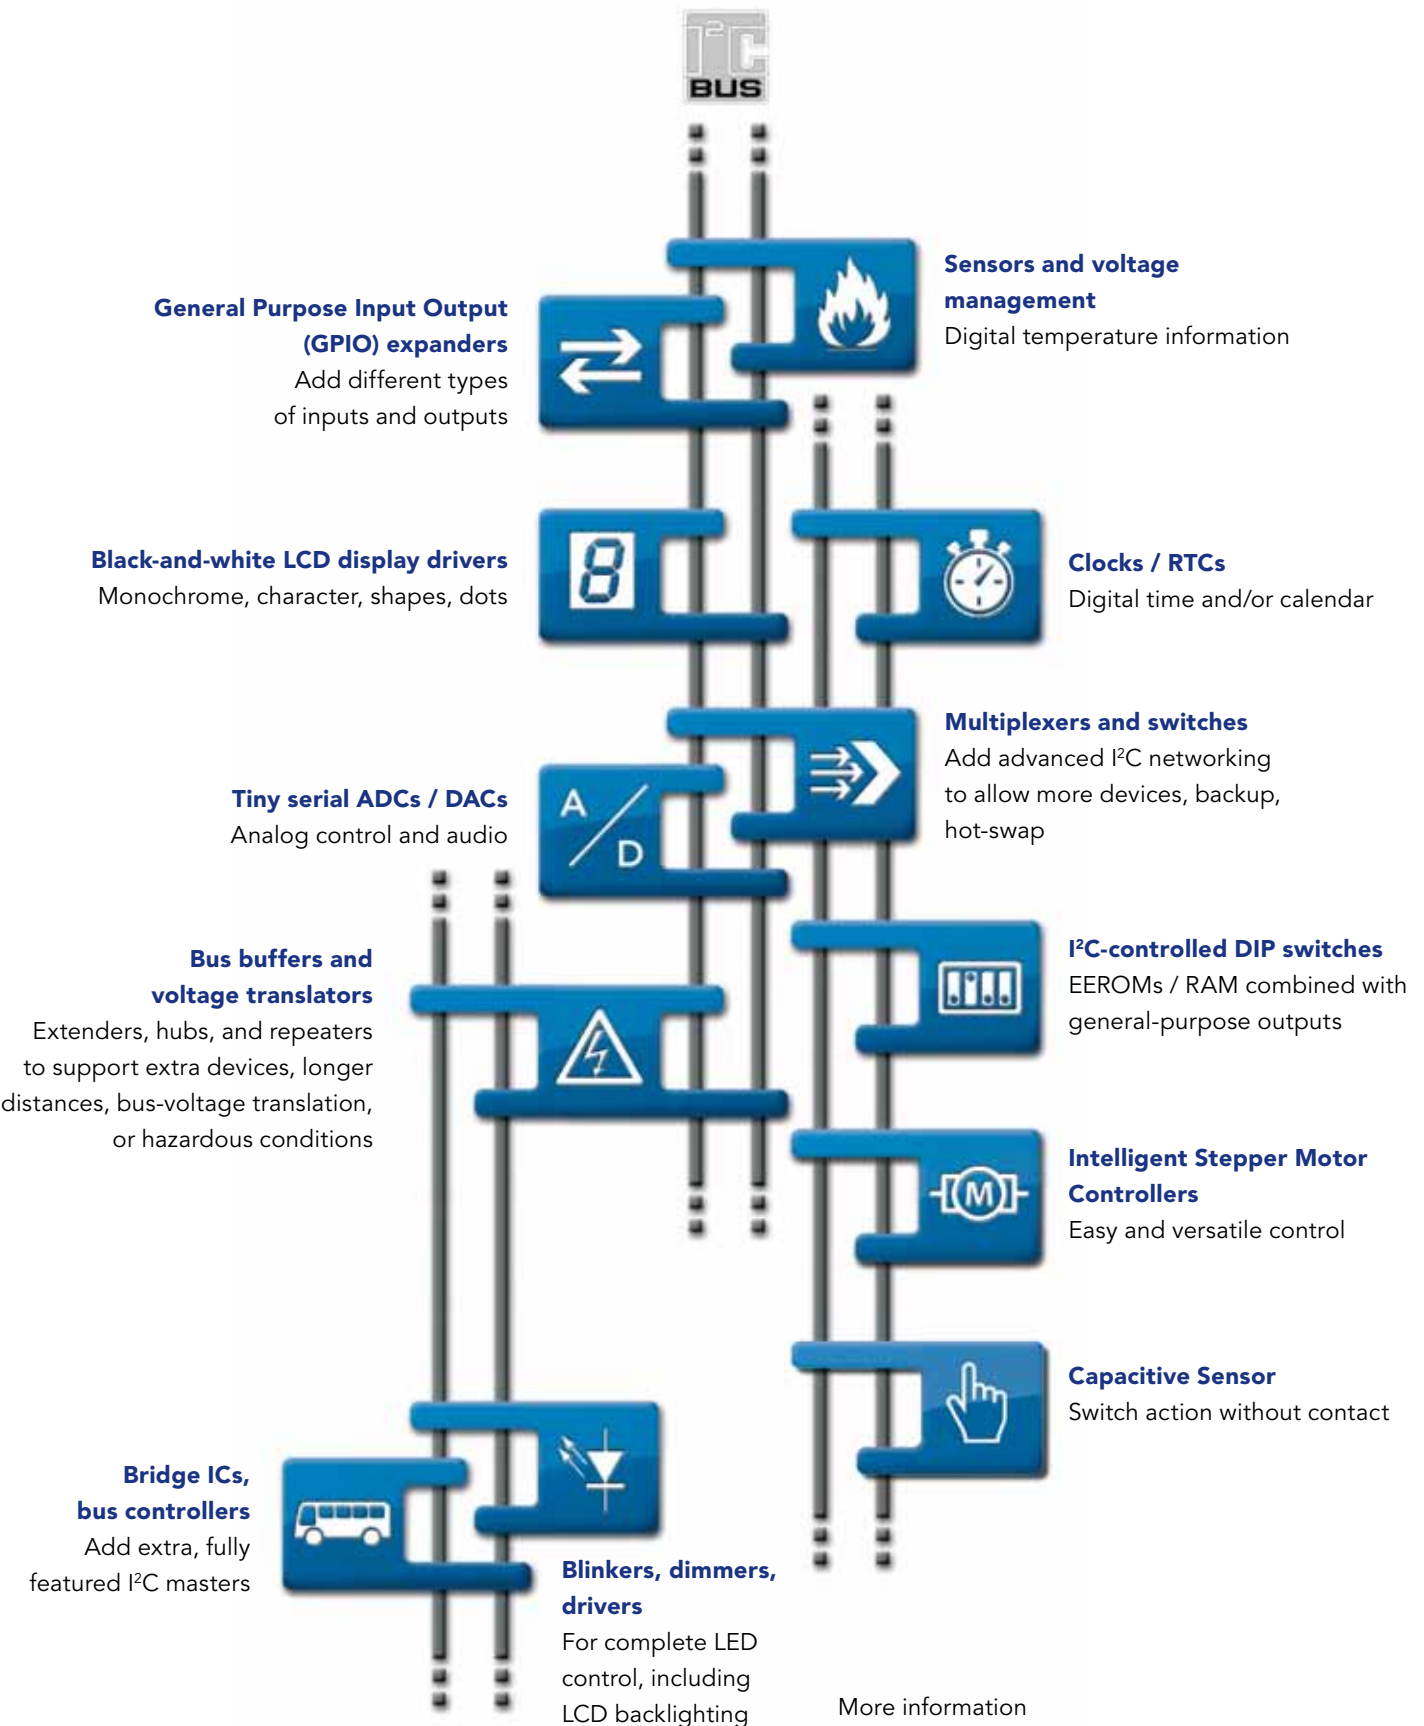 I²C
BUS
Sensors and voltage
management
Digital temperature information
General Purpose Input Output
(GPIO) expanders
Add different types
of inputs and outputs
Black-and-white LCD display drivers
Monochrome, character, shapes, dots
8
Clocks / RTCs
Digital time and/or calendar
Multiplexers and switches
Add advanced I²C networking
to allow more devices, backup,
hot-swap
Tiny serial ADCs / DACs
Analog control and audio
A
D
I²C-controlled DIP switches
EEROMs / RAM combined with
general-purpose outputs
Bus buffers and
voltage translators
Extenders, hubs, and repeaters
to support extra devices, longer
distances, bus-voltage translation,
or hazardous conditions
Intelligent Stepper Motor
Controllers
Easy and versatile control
M
Capacitive Sensor
Switch action without contact
Bridge ICs,
bus controllers
Add extra, fully
featured I²C masters
Blinkers, dimmers,
drivers
For complete LED
control, including
LCD backlighting
More information